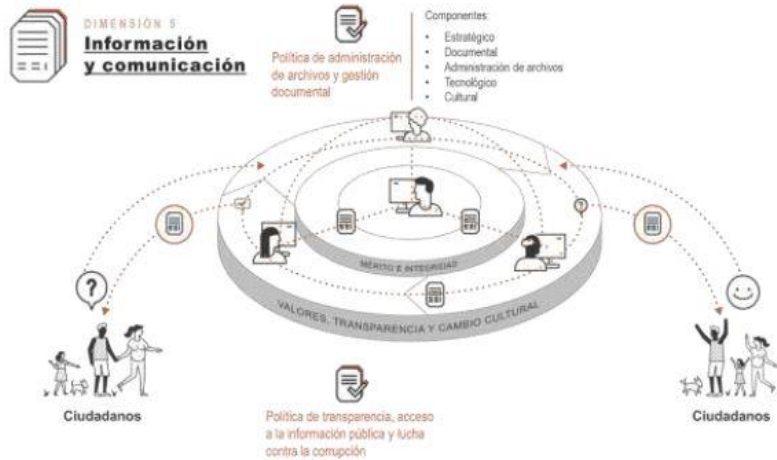 DIMENSIÓN 5
Información
y comunicación
Política de administración
de archivos y gestión
documental
Componentes:
• Estratégico
• Documental
• Administración de archivos
• Tecnológico
• Cultural
?
?
MÉRITO E INTEGRIDAD
VALORES, TRANSPARENCIA Y CAMBIO CULTURAL
Ciudadanos
Ciudadanos
Política de transparencia, acceso
a la información pública y lucha
contra la corrupción